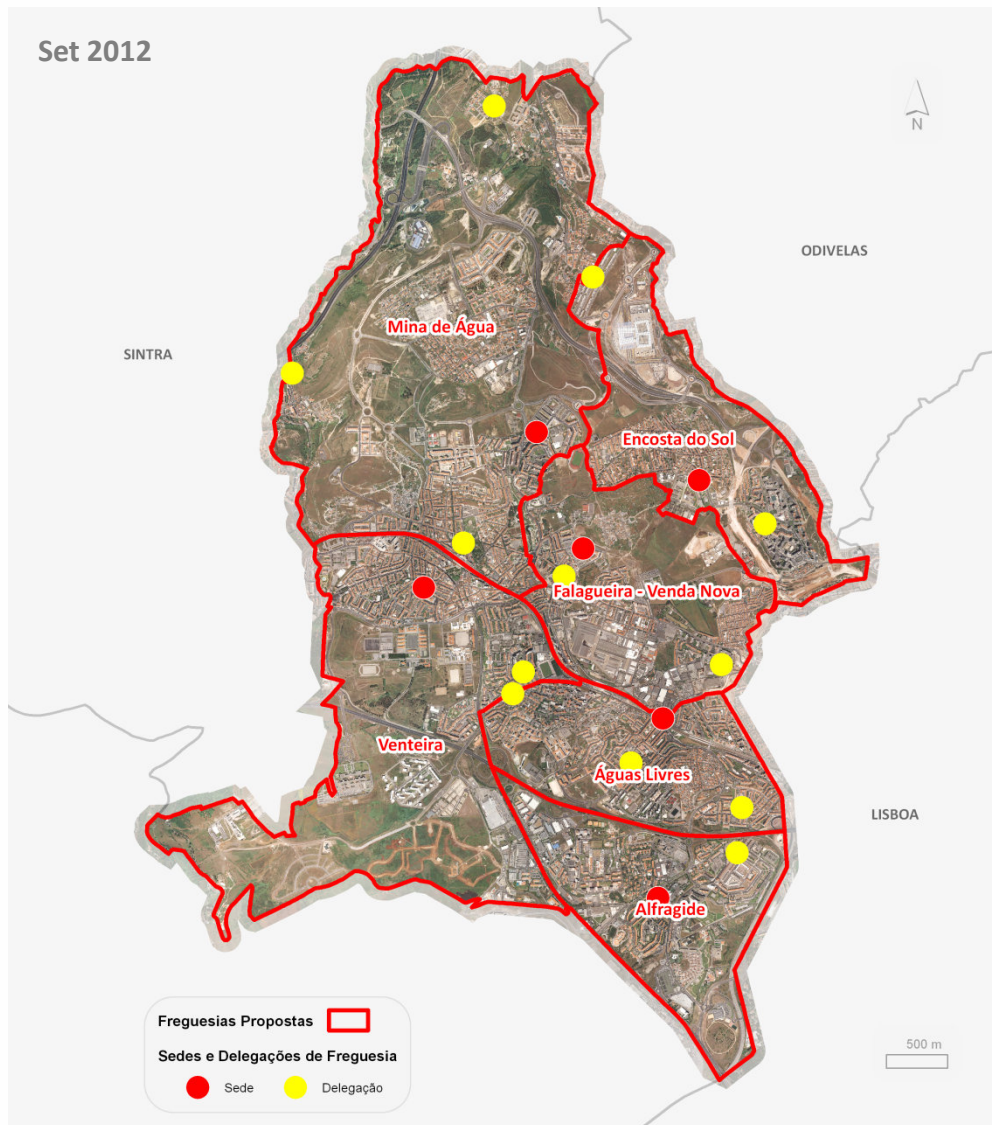 Set 2012
N
ODIVELAS
Mina de Água
SINTRA
Encosta do Sol
Falagueira - Venda Nova
Venteira
Águas Livres
LISBOA
Alfragide
Freguesias Propostas
Sedes e Delegações de Freguesia
Sede
Delegação
500 m